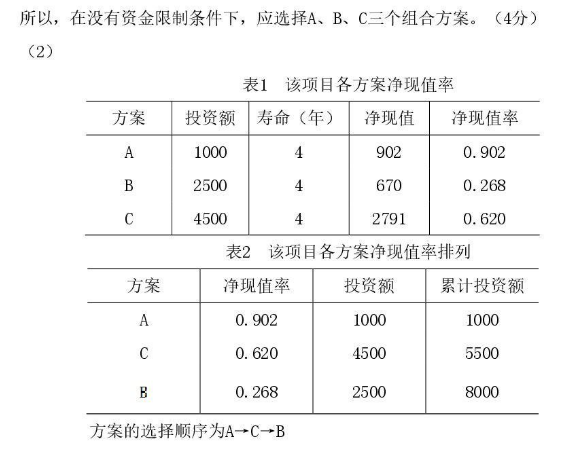 所以，在没有资金限制条件下，应选择A、B、C三个组合方案。（4分）
（2）
表1 该项目各方案净现值率
方案 投资额 寿命（年） 净现值 净现值率
A 1000 4 902 0.902
B 2500 4 670 0.268
C 4500 4 2791 0.620
表2 该项目各方案净现值率排列
方案 净现值率 投资额 累计投资额
A 0.902 1000 1000
C 0.620 4500 5500
B 0.268 2500 8000
方案的选择顺序为A→C→B